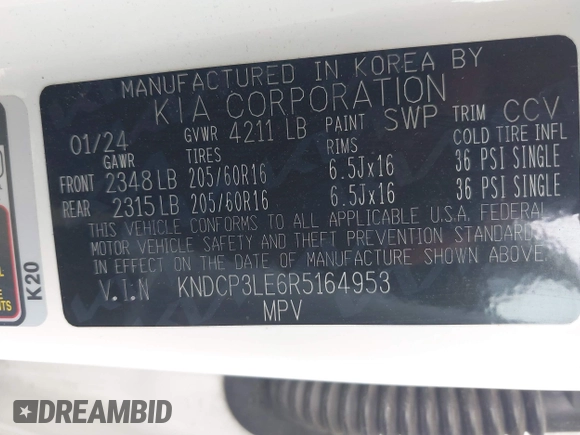 MANUFACTURED IN KOREA BY
KIA CORPORATION
01/24 GVWR 4211 LB PAINT SWP TRIM CCV
GAWR TIRES RIMS COLD TIRE INFL
FRONT 2348 LB 205/60R16 6.5Jx16 36 PSI SINGLE
REAR 2315 LB 205/60R16 6.5Jx16 36 PSI SINGLE
THIS VEHICLE CONFORMS TO ALL APPLICABLE U.S.A. FEDERAL
MOTOR VEHICLE SAFETY AND THEFT PREVENTION STANDARD
IN EFFECT ON THE DATE OF MANUFACTURE SHOWN ABOVE.
V.I.N KNDCP3LE6R5164953
MPV
K20
DREAMBID